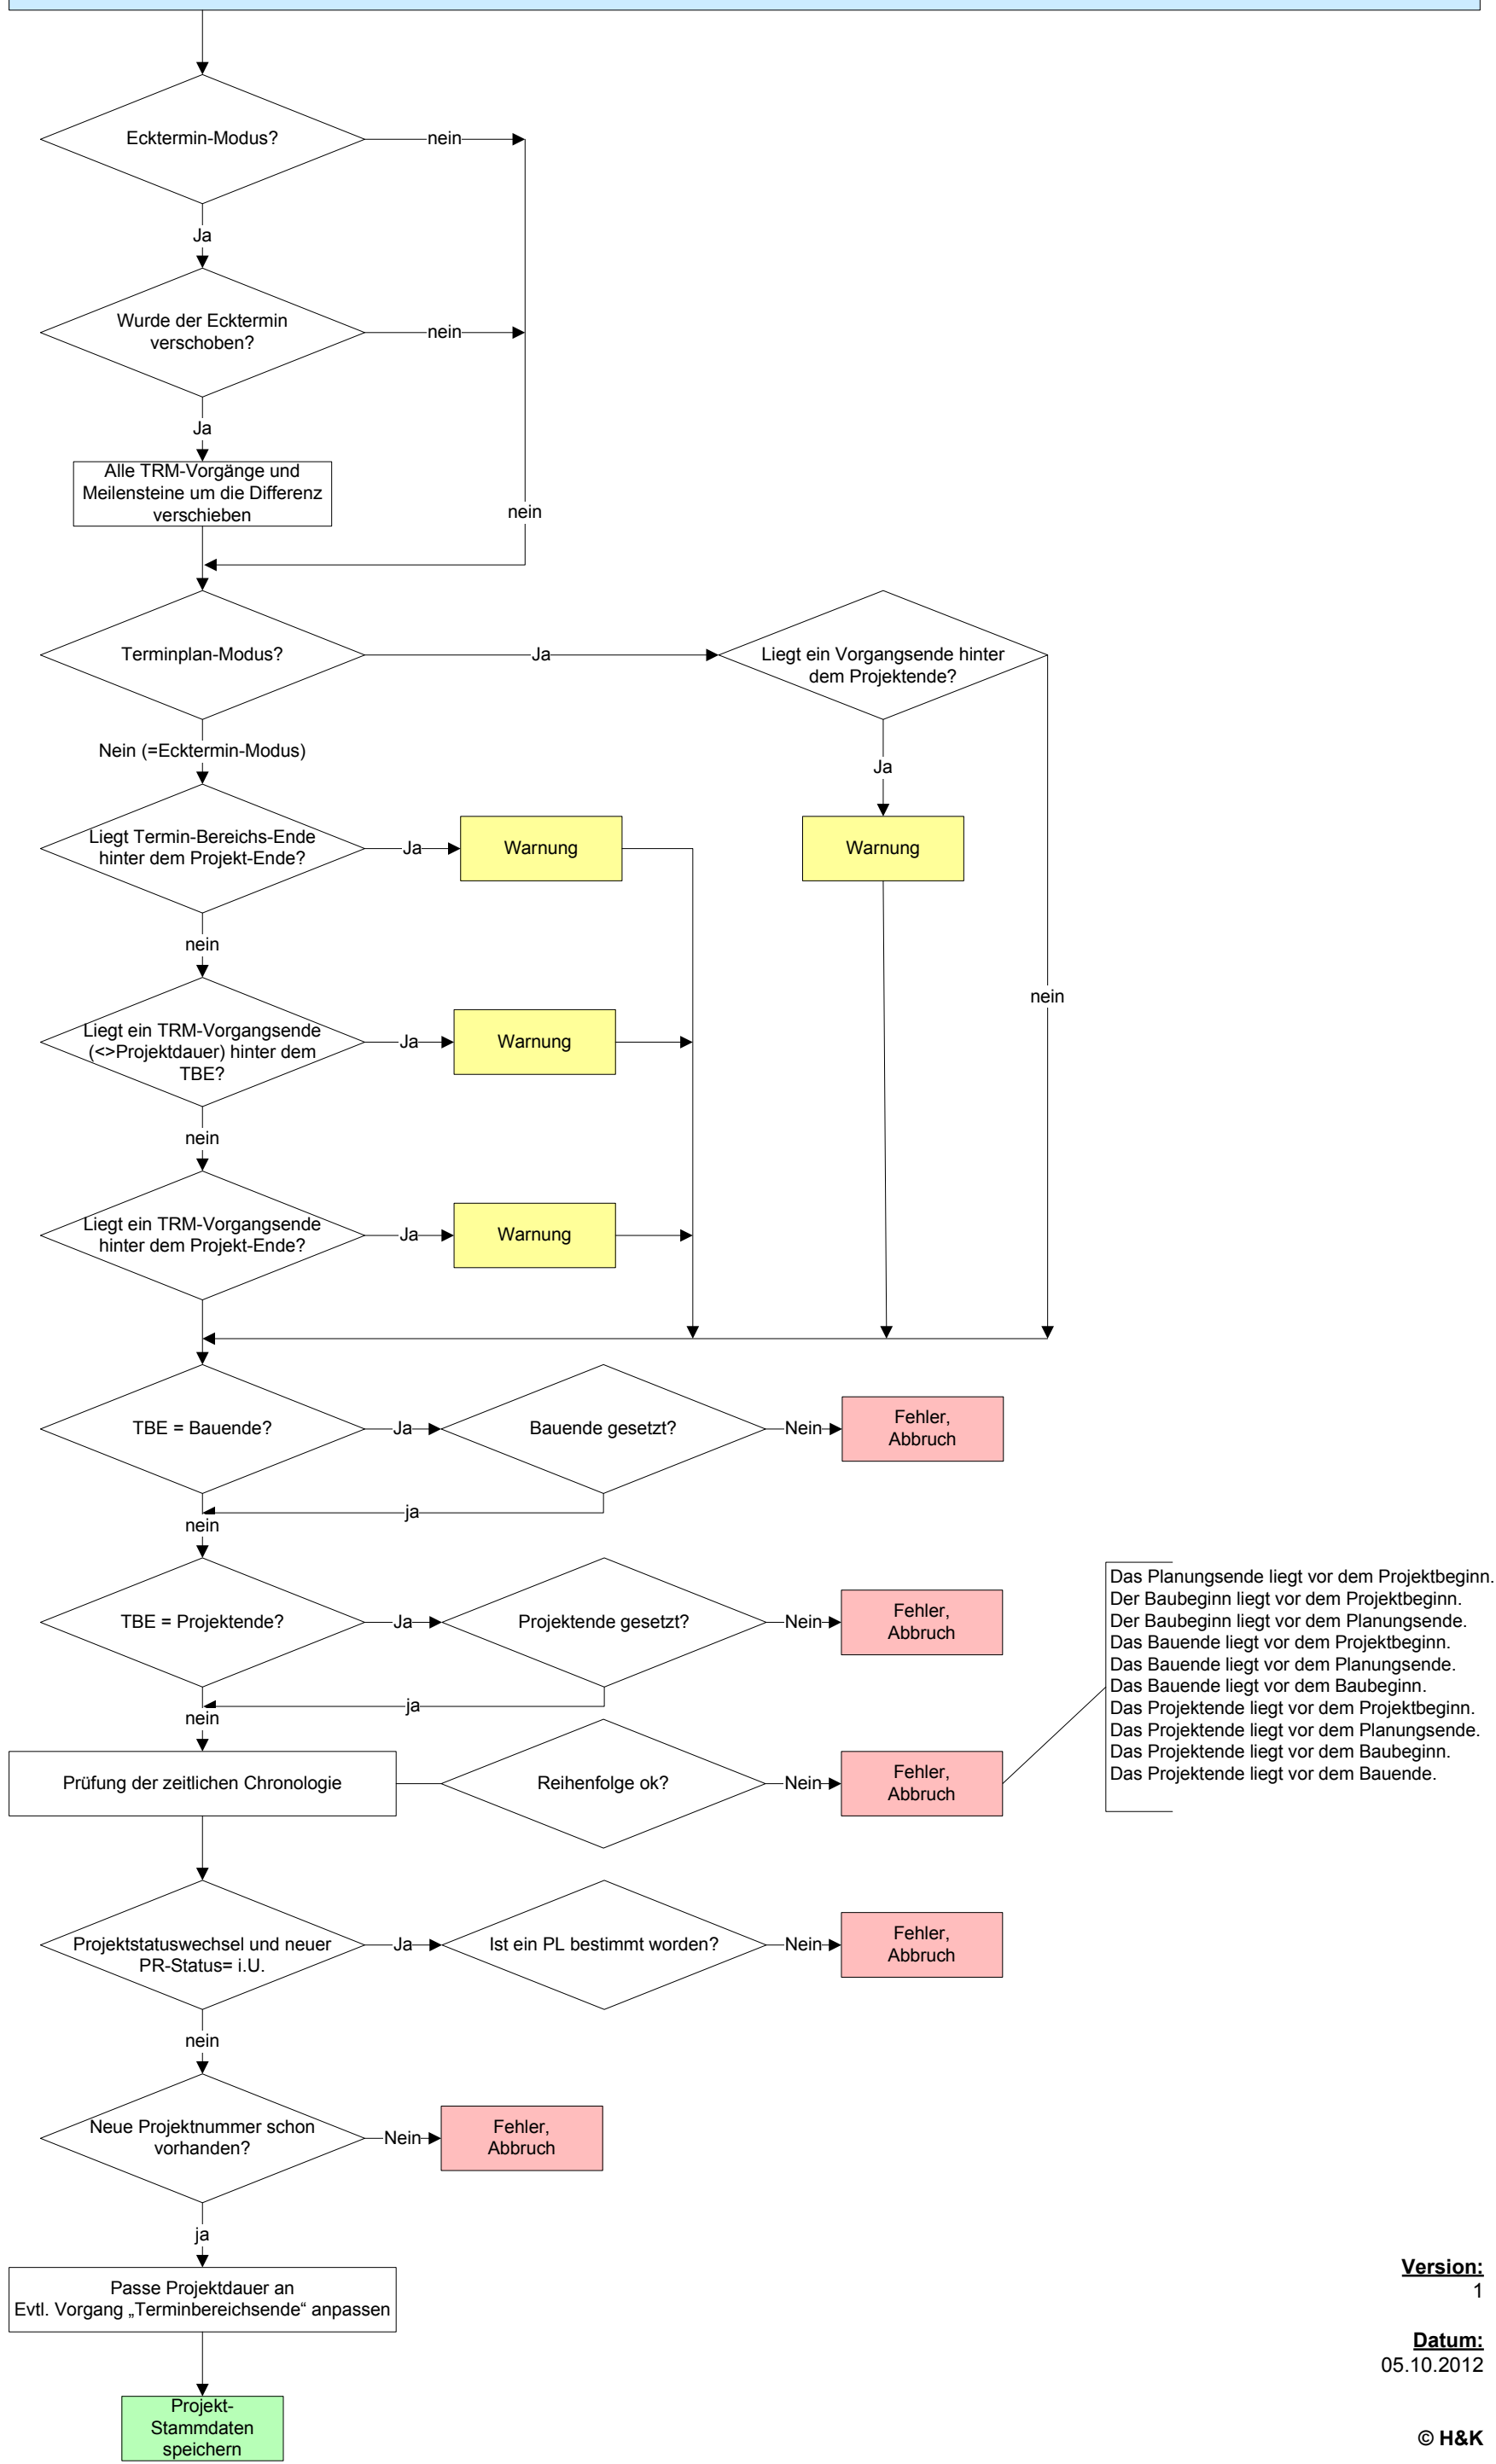 Ecktermin-Modus?
nein
Ja
Wurde der Ecktermin
verschoben?
nein
Ja
Alle TRM-Vorgänge und
Meilensteine um die Differenz
verschieben
nein
Terminplan-Modus?
Ja
Liegt ein Vorgangsende hinter
dem Projektende?
Nein (=Ecktermin-Modus)
Ja
Liegt Termin-Bereichs-Ende
hinter dem Projekt-Ende?
Ja
Warnung
Warnung
nein
nein
Liegt ein TRM-Vorgangsende
(<>Projektdauer) hinter dem
TBE?
Ja
Warnung
nein
Liegt ein TRM-Vorgangsende
hinter dem Projekt-Ende?
Ja
Warnung
TBE = Bauende?
Ja
Bauende gesetzt?
Nein
Fehler,
Abbruch
ja
nein
TBE = Projektende?
Ja
Projektende gesetzt?
Nein
Fehler,
Abbruch
ja
nein
Das Planungsende liegt vor dem Projektbeginn.
Der Baubeginn liegt vor dem Projektbeginn.
Der Baubeginn liegt vor dem Planungsende.
Das Bauende liegt vor dem Projektbeginn.
Das Bauende liegt vor dem Planungsende.
Das Bauende liegt vor dem Baubeginn.
Das Projektende liegt vor dem Projektbeginn.
Das Projektende liegt vor dem Planungsende.
Das Projektende liegt vor dem Baubeginn.
Das Projektende liegt vor dem Bauende.
Prüfung der zeitlichen Chronologie
Reihenfolge ok?
Nein
Fehler,
Abbruch
Projektstatuswechsel und neuer
PR-Status= i.U.
Ja
Ist ein PL bestimmt worden?
Nein
Fehler,
Abbruch
nein
Neue Projektnummer schon
vorhanden?
Nein
Fehler,
Abbruch
ja
Passe Projektdauer an
Evtl. Vorgang „Terminbereichsende“ anpassen
Projekt-
Stammdaten
speichern
Version:
1
Datum:
05.10.2012
© H&K